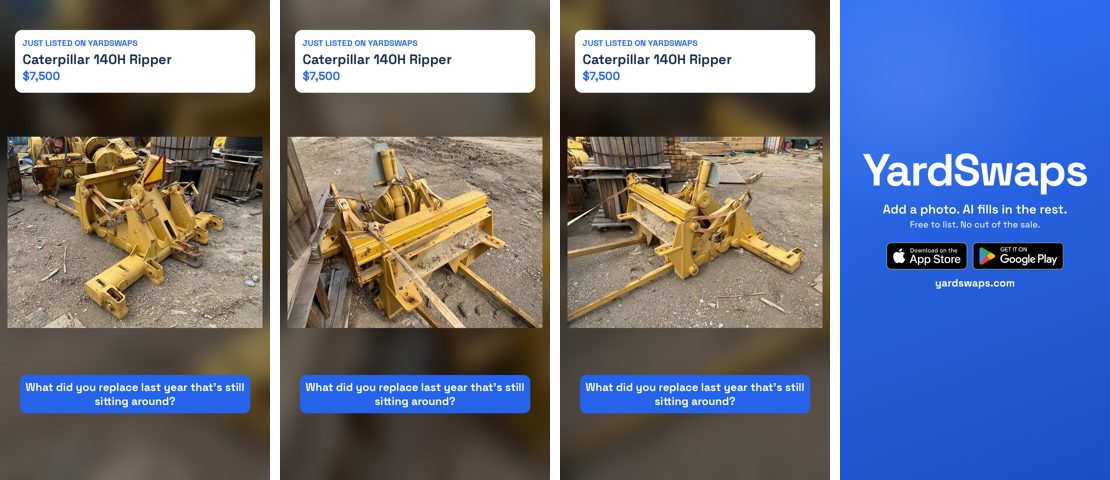 JUST LISTED ON YARDSWAPS
Caterpillar 140H Ripper
$7,500
What did you replace last year that's still
sitting around?
JUST LISTED ON YARDSWAPS
Caterpillar 140H Ripper
$7,500
What did you replace last year that's still
sitting around?
JUST LISTED ON YARDSWAPS
Caterpillar 140H Ripper
$7,500
What did you replace last year that's still
sitting around?
YardSwaps
Add a photo. AI fills in the rest.
Free to list. No cut of the sale.
Download on the
App Store
GET IT ON
Google Play
yardswaps.com